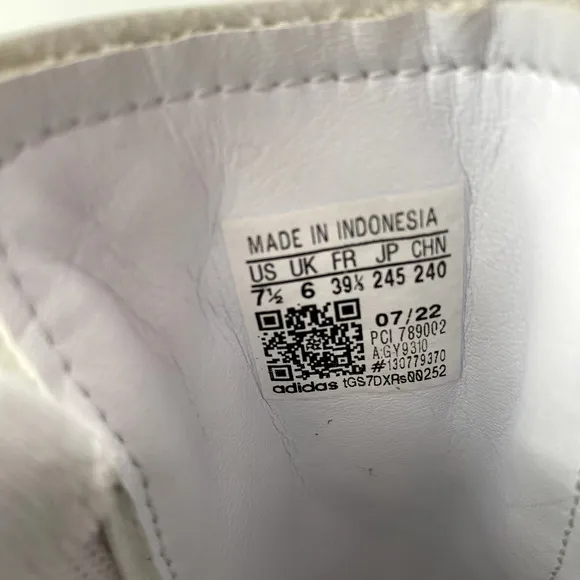 MADE IN INDONESIA
US UK FR JP CHN
7½ 6 39⅓ 245 240
07/22
PCI 789002
A:GY9310
#130779370
adidas tGS7DXRs00252